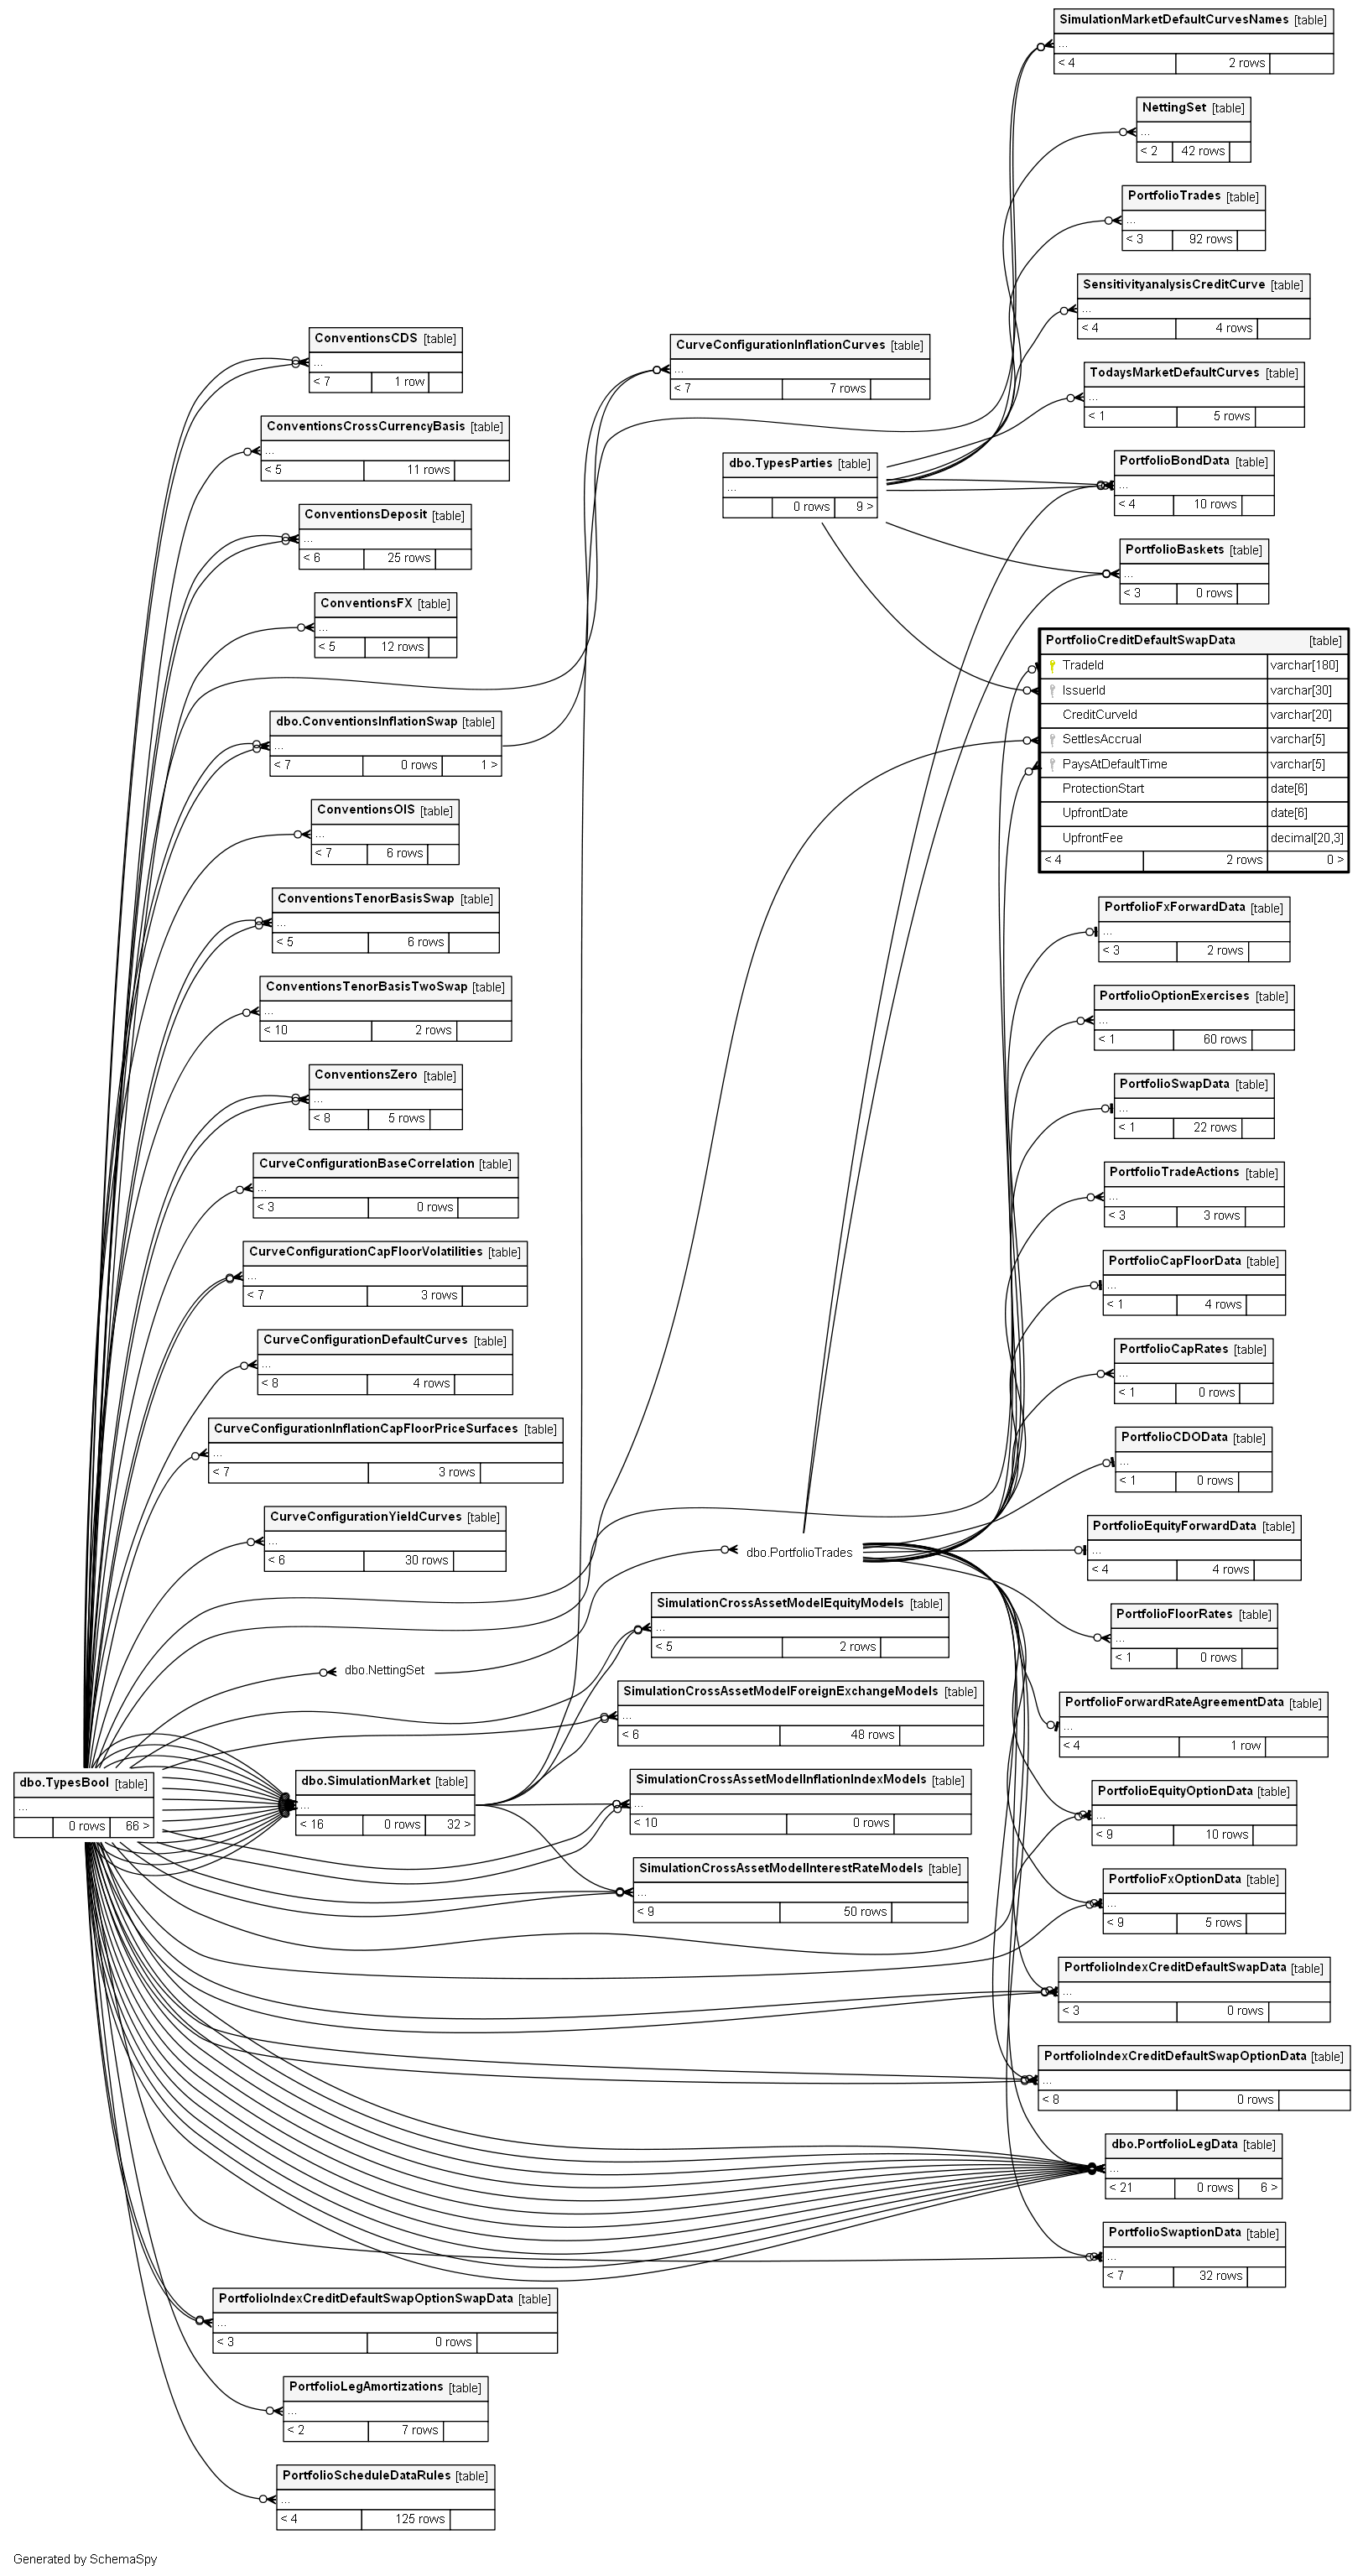 SimulationMarketDefaultCurvesNames [table]
...
< 4 2 rows
NettingSet [table]
...
< 2 42 rows
PortfolioTrades [table]
...
< 3 92 rows
SensitivityanalysisCreditCurve [table]
...
< 4 4 rows
TodaysMarketDefaultCurves [table]
...
< 1 5 rows
PortfolioBondData [table]
...
< 4 10 rows
PortfolioBaskets [table]
...
< 3 0 rows
PortfolioCreditDefaultSwapData [table]
TradeId varchar[180]
IssuerId varchar[30]
CreditCurveId varchar[20]
SettlesAccrual varchar[5]
PaysAtDefaultTime varchar[5]
ProtectionStart date[6]
UpfrontDate date[6]
UpfrontFee decimal[20,3]
< 4 2 rows 0 >
PortfolioFxForwardData [table]
...
< 3 2 rows
PortfolioOptionExercises [table]
...
< 1 60 rows
PortfolioSwapData [table]
...
< 1 22 rows
PortfolioTradeActions [table]
...
< 3 3 rows
PortfolioCapFloorData [table]
...
< 1 4 rows
PortfolioCapRates [table]
...
< 1 0 rows
PortfolioCDOData [table]
...
< 1 0 rows
PortfolioEquityForwardData [table]
...
< 4 4 rows
PortfolioFloorRates [table]
...
< 1 0 rows
PortfolioForwardRateAgreementData [table]
...
< 4 1 row
PortfolioEquityOptionData [table]
...
< 9 10 rows
PortfolioFxOptionData [table]
...
< 9 5 rows
PortfolioIndexCreditDefaultSwapData [table]
...
< 3 0 rows
PortfolioIndexCreditDefaultSwapOptionData [table]
...
< 8 0 rows
dbo.PortfolioLegData [table]
...
< 21 0 rows 6 >
PortfolioSwaptionData [table]
...
< 7 32 rows
CurveConfigurationInflationCurves [table]
...
< 7 7 rows
dbo.TypesParties [table]
...
0 rows 9 >
dbo.PortfolioTrades
SimulationCrossAssetModelEquityModels [table]
...
< 5 2 rows
SimulationCrossAssetModelForeignExchangeModels [table]
...
< 6 48 rows
SimulationCrossAssetModelInflationIndexModels [table]
...
< 10 0 rows
SimulationCrossAssetModelInterestRateModels [table]
...
< 9 50 rows
ConventionsCDS [table]
...
< 7 1 row
ConventionsCrossCurrencyBasis [table]
...
< 5 11 rows
ConventionsDeposit [table]
...
< 6 25 rows
ConventionsFX [table]
...
< 5 12 rows
dbo.ConventionsInflationSwap [table]
...
< 7 0 rows 1 >
ConventionsOIS [table]
...
< 7 6 rows
ConventionsTenorBasisSwap [table]
...
< 5 6 rows
ConventionsTenorBasisTwoSwap [table]
...
< 10 2 rows
ConventionsZero [table]
...
< 8 5 rows
CurveConfigurationBaseCorrelation [table]
...
< 3 0 rows
CurveConfigurationCapFloorVolatilities [table]
...
< 7 3 rows
CurveConfigurationDefaultCurves [table]
...
< 8 4 rows
CurveConfigurationInflationCapFloorPriceSurfaces [table]
...
< 7 3 rows
CurveConfigurationYieldCurves [table]
...
< 6 30 rows
dbo.NettingSet
dbo.TypesBool [table]
...
0 rows 66 >
dbo.SimulationMarket [table]
...
< 16 0 rows 32 >
PortfolioIndexCreditDefaultSwapOptionSwapData [table]
...
< 3 0 rows
PortfolioLegAmortizations [table]
...
< 2 7 rows
PortfolioScheduleDataRules [table]
...
< 4 125 rows
Generated by SchemaSpy